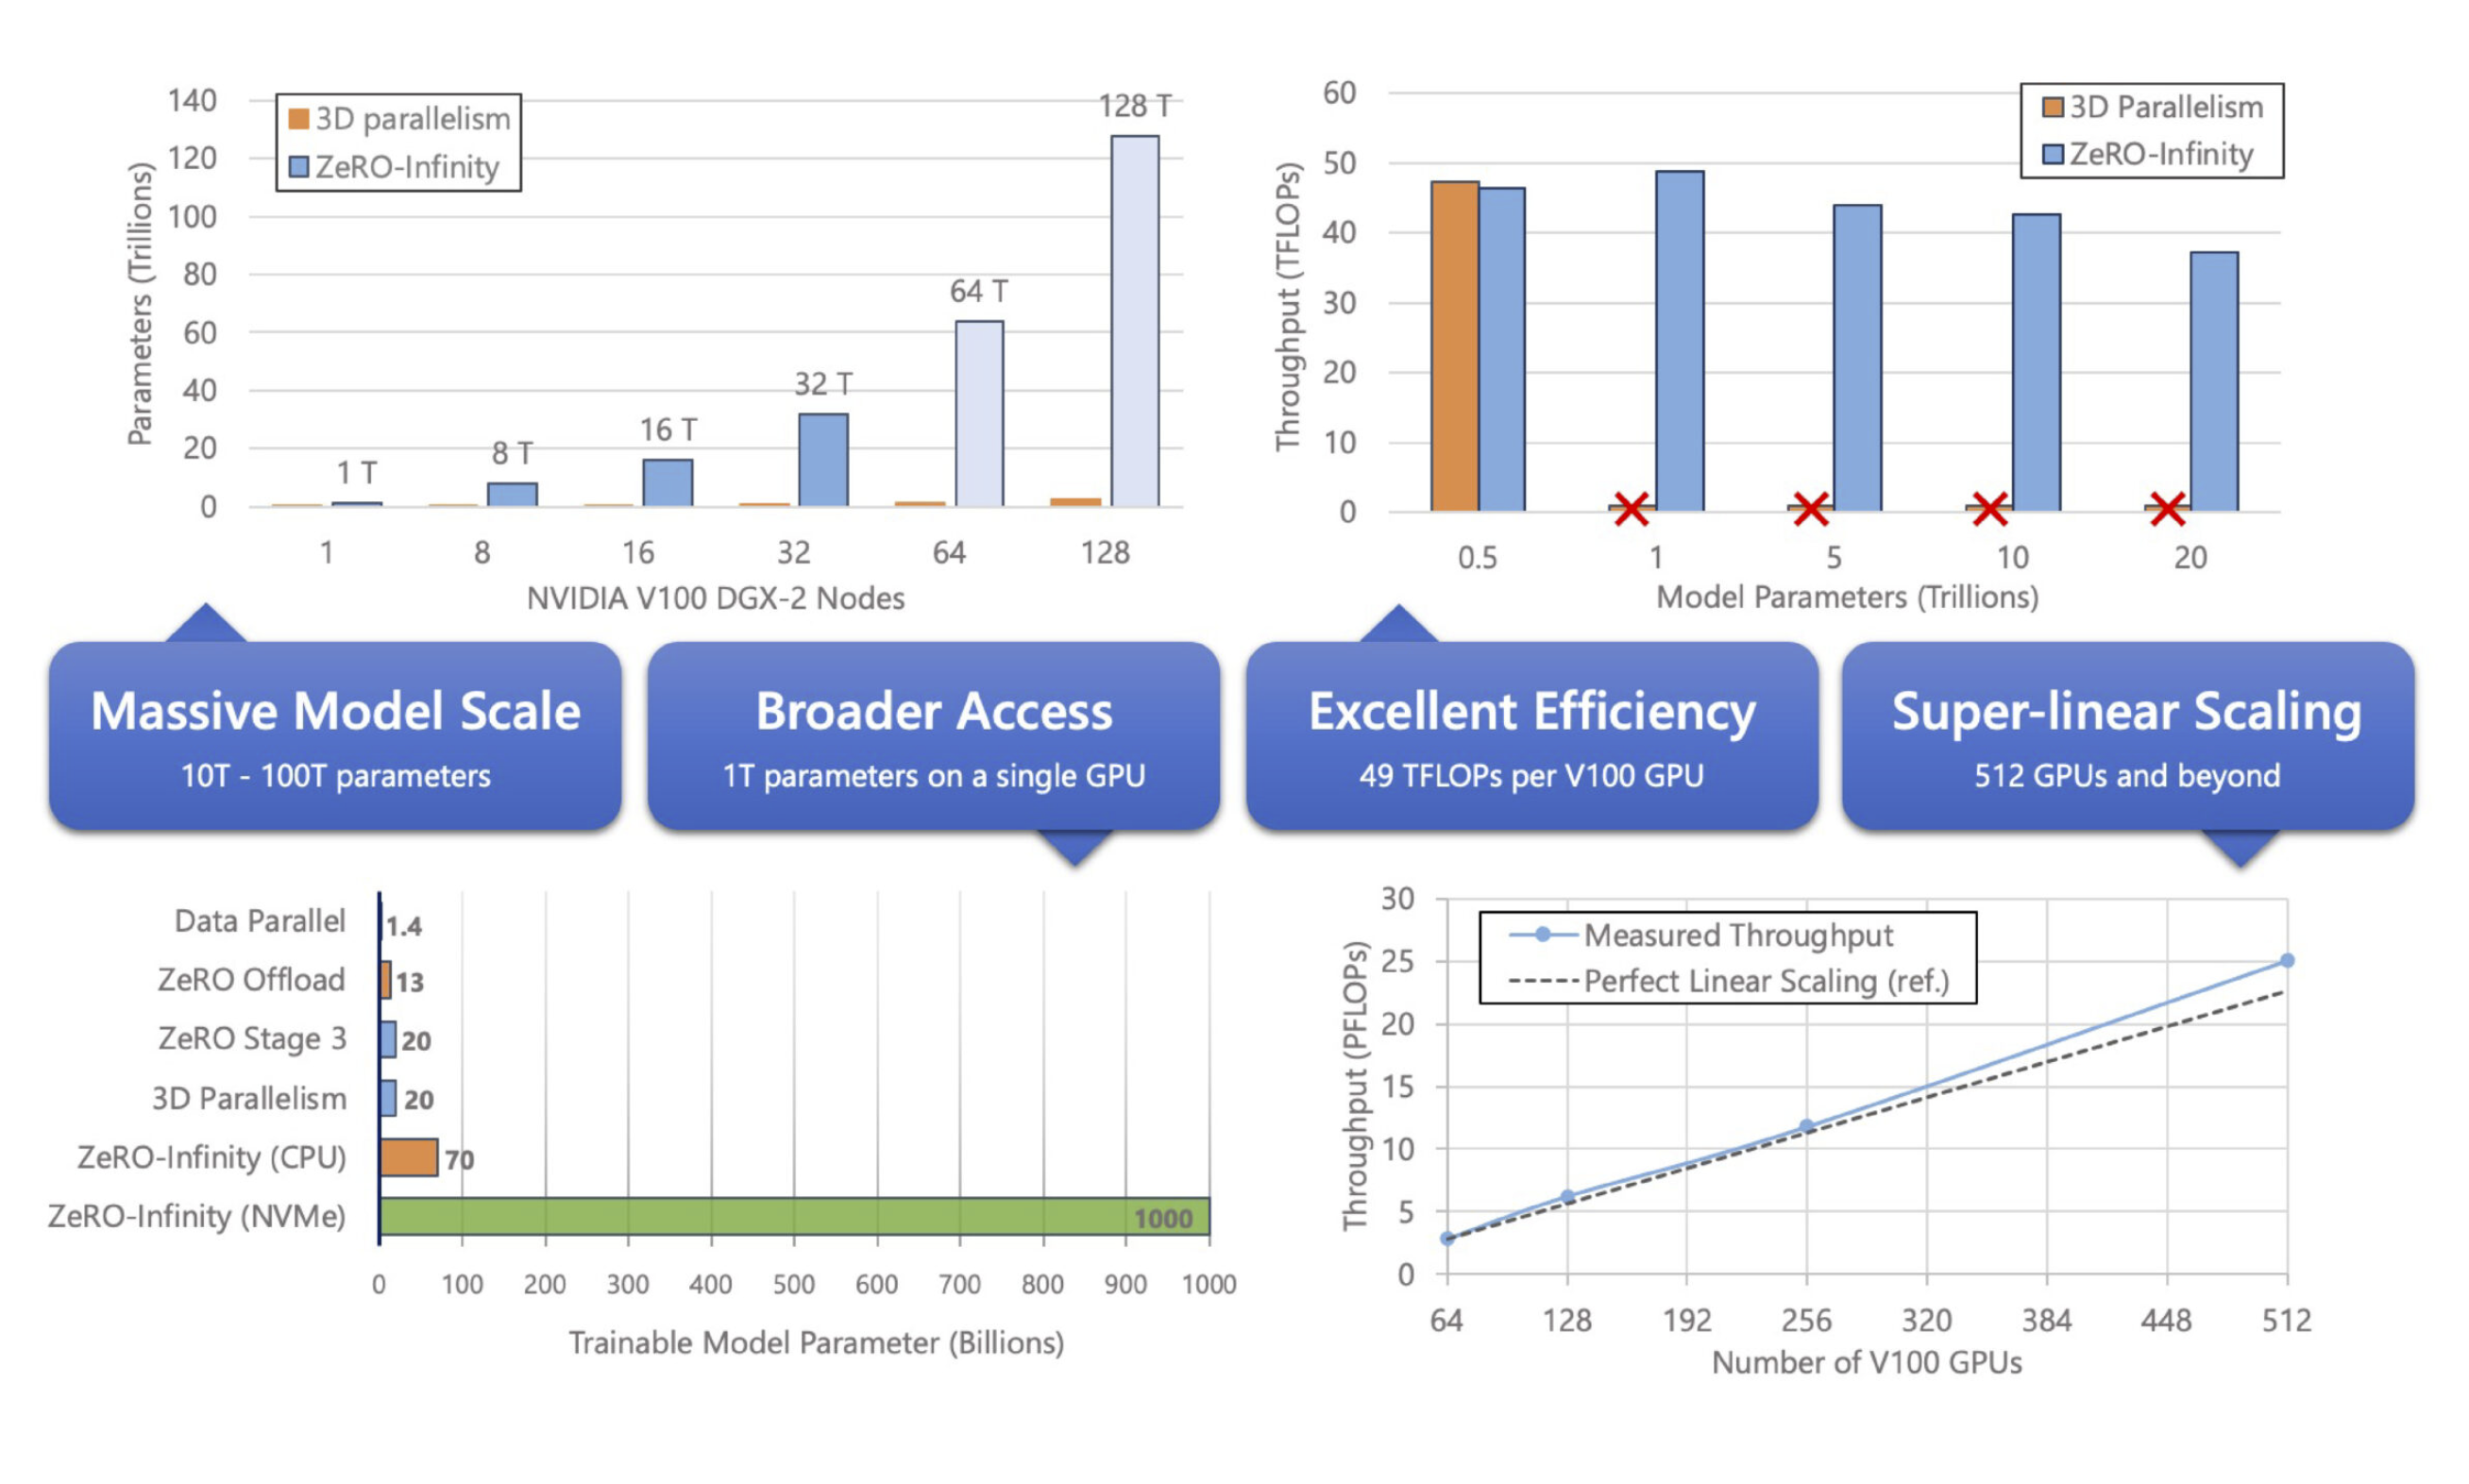 140
120
100
80
60
40
20
0
Parameters (Trillions)
3D parallelism
ZeRO-Infinity
1 T
8 T
16 T
32 T
64 T
128 T
1 8 16 32 64 128
NVIDIA V100 DGX-2 Nodes
60
50
40
30
20
10
0
Throughput (TFLOPs)
3D Parallelism
ZeRO-Infinity
0.5 1 5 10 20
Model Parameters (Trillions)
Massive Model Scale
10T - 100T parameters
Broader Access
1T parameters on a single GPU
Excellent Efficiency
49 TFLOPs per V100 GPU
Super-linear Scaling
512 GPUs and beyond
Data Parallel 1.4
ZeRO Offload 13
ZeRO Stage 3 20
3D Parallelism 20
ZeRO-Infinity (CPU) 70
ZeRO-Infinity (NVMe) 1000
0 100 200 300 400 500 600 700 800 900 1000
Trainable Model Parameter (Billions)
30
25
20
15
10
5
0
Throughput (PFLOPs)
Measured Throughput
Perfect Linear Scaling (ref.)
64 128 192 256 320 384 448 512
Number of V100 GPUs